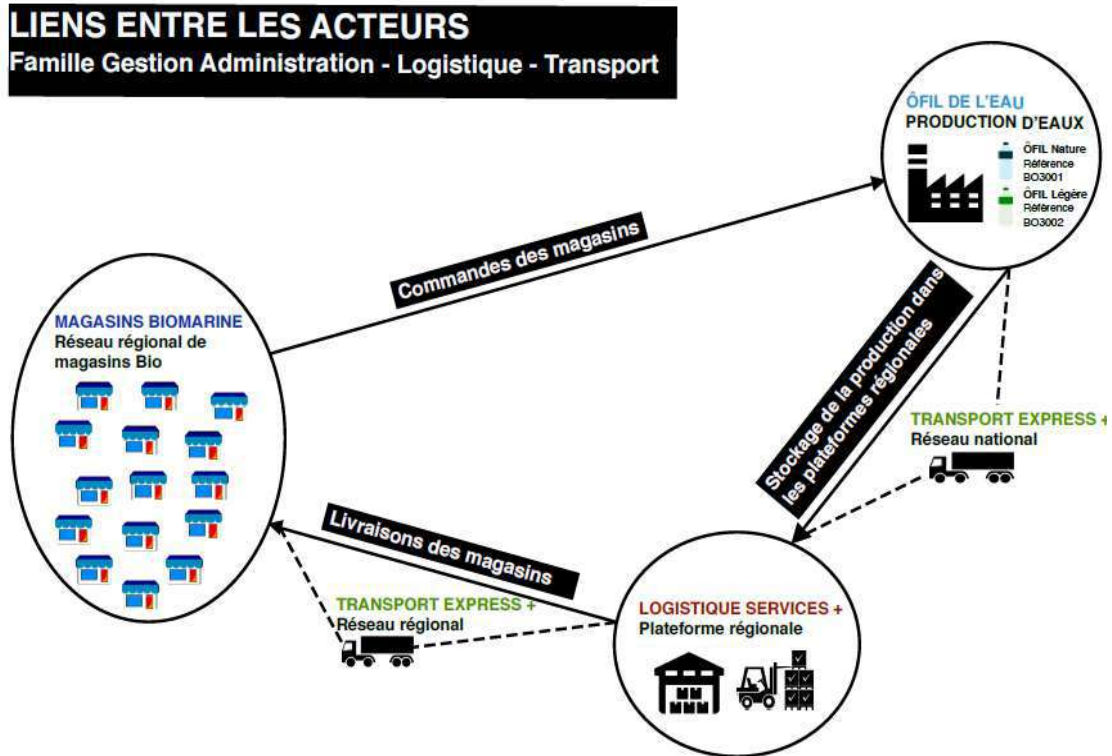 LIENS ENTRE LES ACTEURS
Famille Gestion Administration - Logistique - Transport
ÔFIL DE L'EAU
PRODUCTION D'EAUX
ÔFIL Nature
Référence
BO3001
ÔFIL Légère
Référence
BO3002
Commandes des magasins
MAGASINS BIOMARINE
Réseau régional de
magasins Bio
Stockage de la production dans
les plateformes régionales
TRANSPORT EXPRESS +
Réseau national
Livraisons des magasins
TRANSPORT EXPRESS +
Réseau régional
LOGISTIQUE SERVICES +
Plateforme régionale